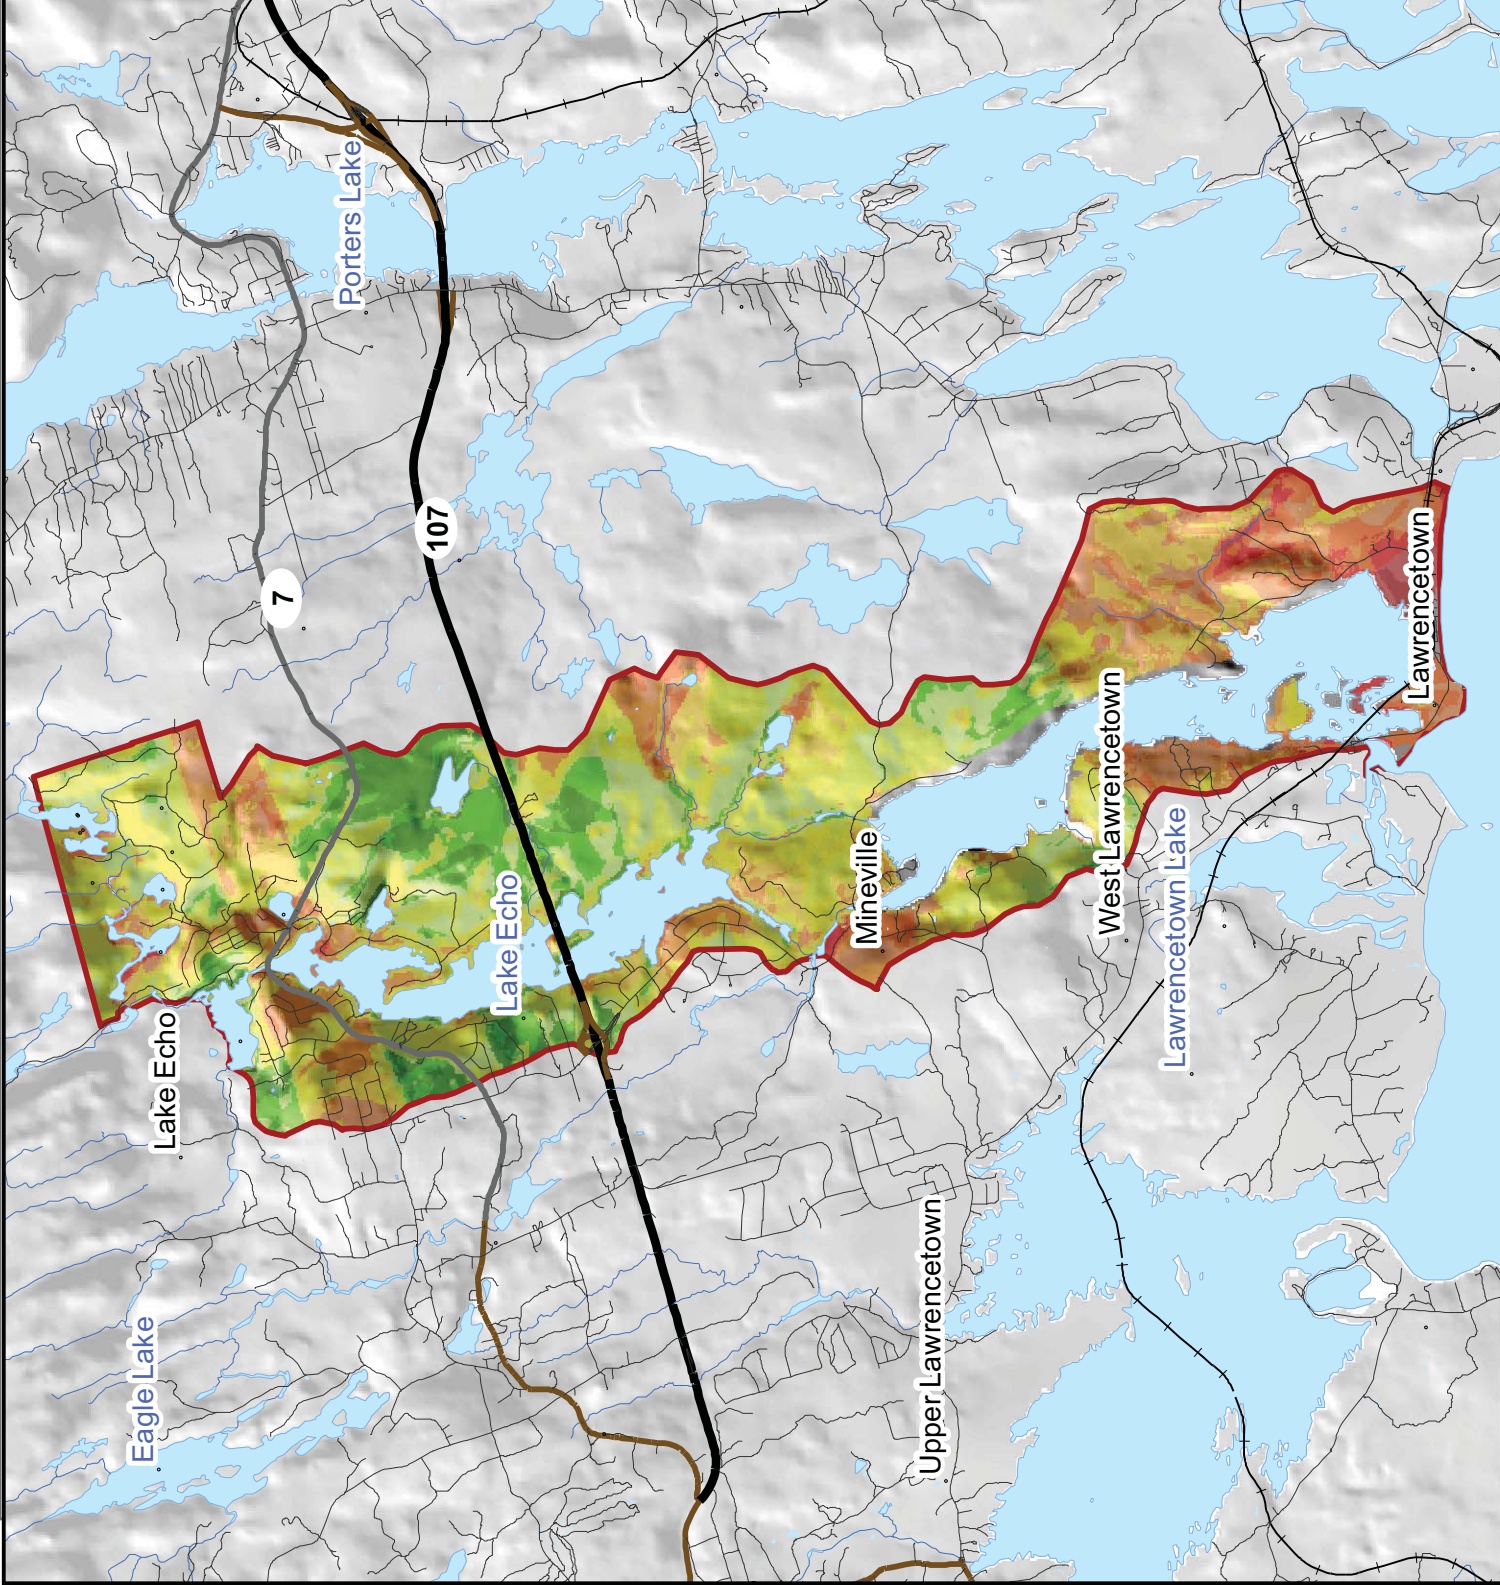 Eagle Lake
Lake Echo
7
Porters Lake
107
Lake Echo
Mineville
Upper Lawrencetown
West Lawrencetown
Lawrencetown Lake
Lawrencetown